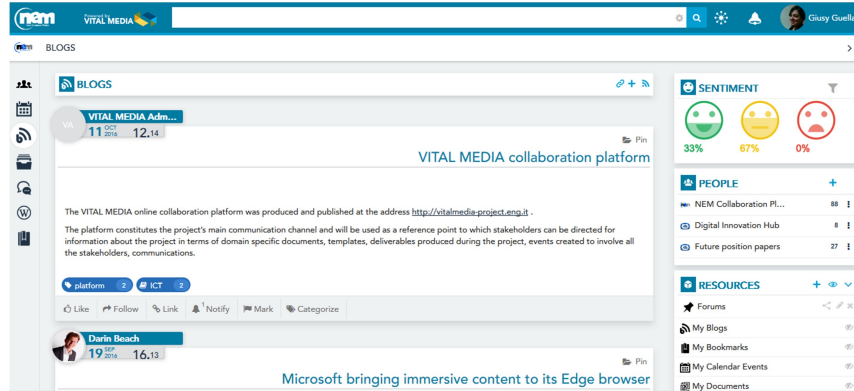 nem
Powered by
VITAL MEDIA
Giusy Guella
nem
BLOGS
BLOGS
VA
VITAL MEDIA Adm...
11 OCT 2016 12.14
Pin
VITAL MEDIA collaboration platform
The VITAL MEDIA online collaboration platform was produced and published at the address http://vitalmedia-project.eng.it .
The platform constitutes the project's main communication channel and will be used as a reference point to which stakeholders can be directed for
information about the project in terms of domain specific documents, templates, deliverables produced during the project, events created to involve all
the stakeholders, communications.
platform 2 ICT 2
Like Follow Link 1 Notify Mark Categorize
Darin Beach
19 SEP 2016 16.13
Pin
Microsoft bringing immersive content to its Edge browser
SENTIMENT
33% 67% 0%
PEOPLE
NEM Collaboration Pl... 88
Digital Innovation Hub 8
Future position papers 27
RESOURCES
Forums
My Blogs
My Bookmarks
My Calendar Events
My Documents